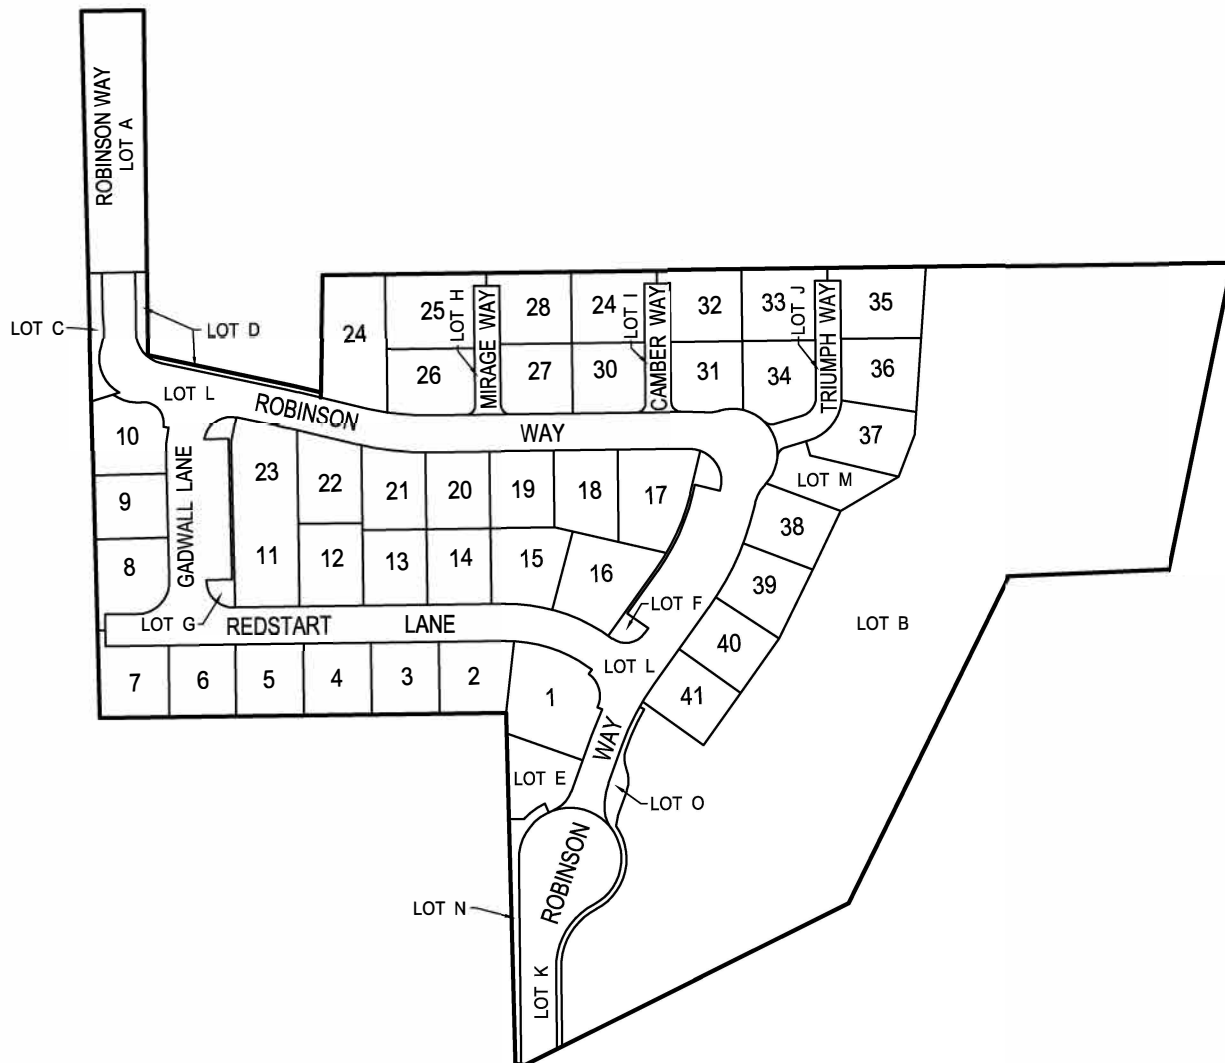 ROBINSON WAY
LOT A
LOT C
LOT D
LOT L
ROBINSON
WAY
24
25
LOT H
MIRAGE WAY
28
24
LOT I
CAMBER WAY
32
33
LOT J
TRIUMPH WAY
35
26
27
30
31
34
36
37
LOT M
10
9
8
GADWALL LANE
23
22
21
20
19
18
17
38
11
12
13
14
15
16
39
LOT F
LOT B
LOT G
REDSTART
LANE
40
LOT L
41
7
6
5
4
3
2
1
WAY
LOT E
LOT O
ROBINSON
LOT N
LOT K